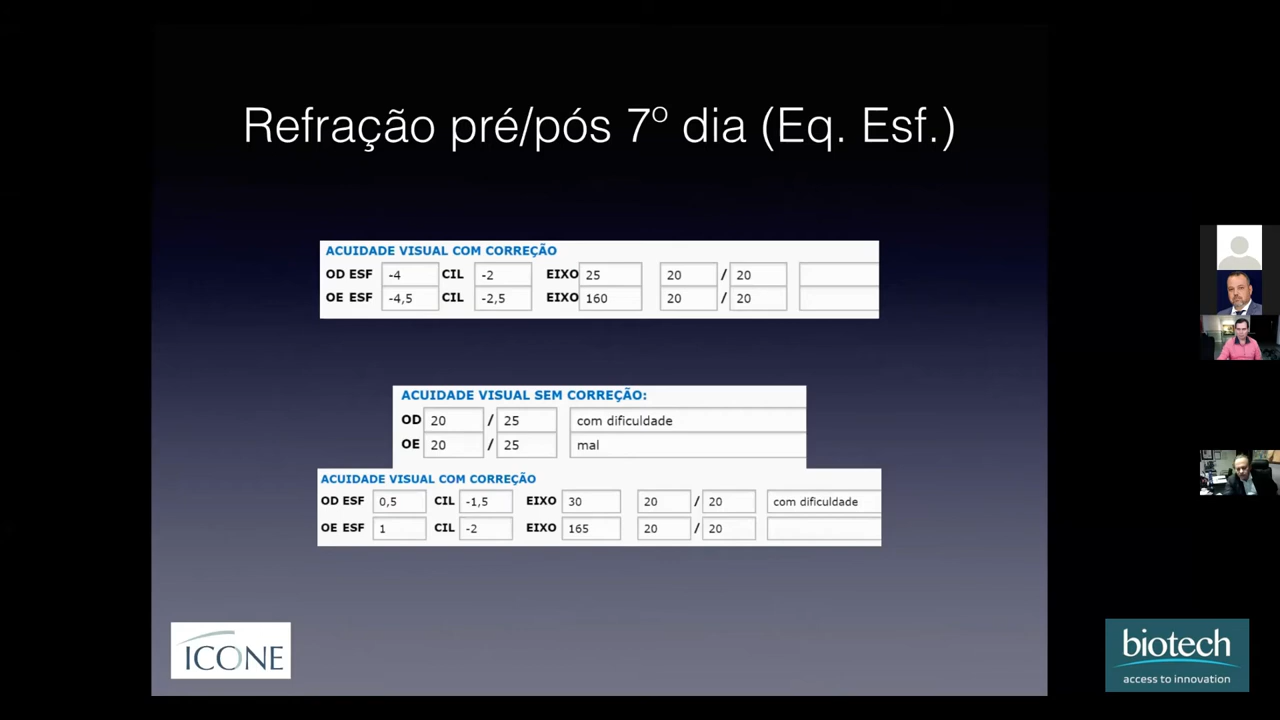 Refração pré/pós 7º dia (Eq. Esf.)
ACUIDADE VISUAL COM CORREÇÃO
OD ESF -4 CIL -2 EIXO 25 20 / 20
OE ESF -4,5 CIL -2,5 EIXO 160 20 / 20
ACUIDADE VISUAL SEM CORREÇÃO:
OD 20 / 25 com dificuldade
OE 20 / 25 mal
ACUIDADE VISUAL COM CORREÇÃO
OD ESF 0,5 CIL -1,5 EIXO 30 20 / 20 com dificuldade
OE ESF 1 CIL -2 EIXO 165 20 / 20
ICONE
biotech
access to innovation